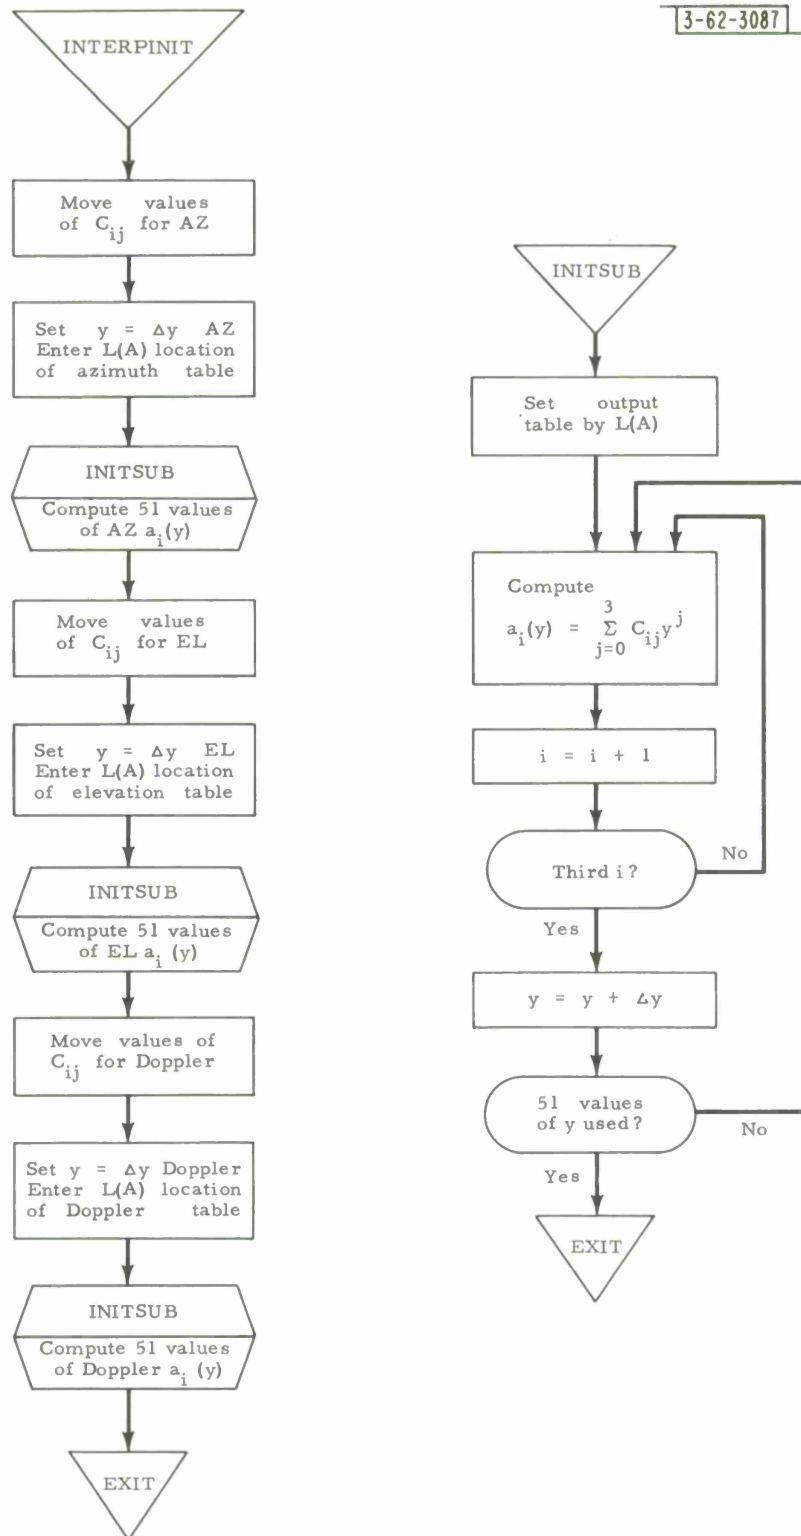 3-62-3087
INTERPINIT
Move values
of C_ij for AZ
Set y = Δy AZ
Enter L(A) location
of azimuth table
INITSUB
Compute 51 values
of AZ a_i(y)
Move values
of C_ij for EL
Set y = Δy EL
Enter L(A) location
of elevation table
INITSUB
Compute 51 values
of EL a_i (y)
Move values of
C_ij for Doppler
Set y = Δy Doppler
Enter L(A) location
of Doppler table
INITSUB
Compute 51 values
of Doppler a_i (y)
EXIT
INITSUB
Set output
table by L(A)
Compute
3
a_i(y) = Σ C_ij y^j
j=0
i = i + 1
Third i?
No
Yes
y = y + Δy
51 values
of y used?
No
Yes
EXIT